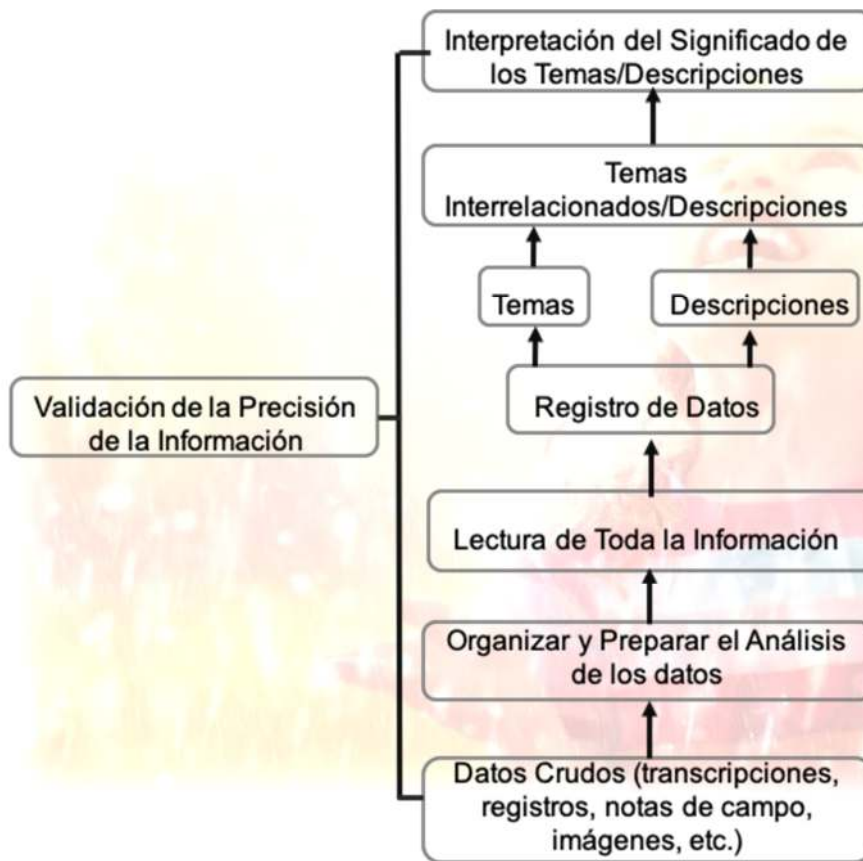 Interpretación del Significado de
los Temas/Descripciones
Temas
Interrelacionados/Descripciones
Temas
Descripciones
Validación de la Precisión
de la Información
Registro de Datos
Lectura de Toda la Información
Organizar y Preparar el Análisis
de los datos
Datos Crudos (transcripciones,
registros, notas de campo,
imágenes, etc.)